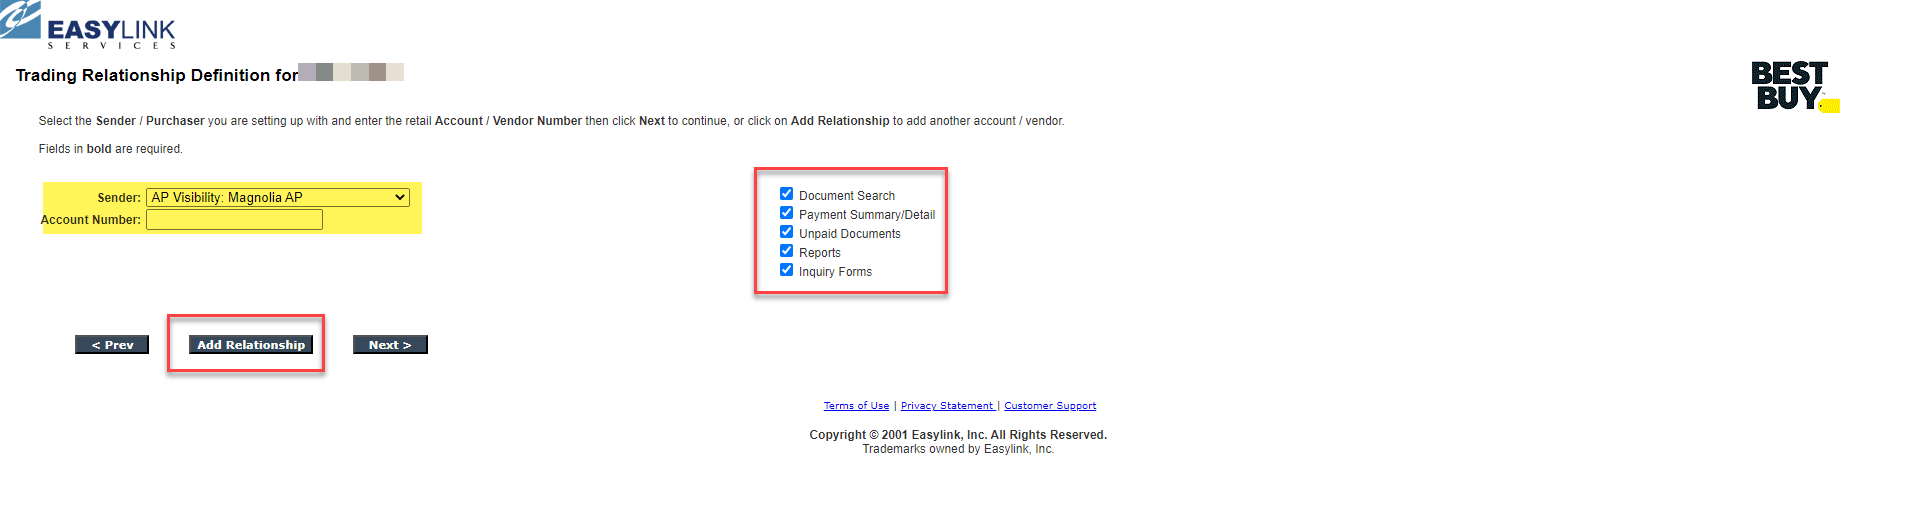 EASYLINK
SERVICES
Trading Relationship Definition for
BEST
BUY™
Select the Sender / Purchaser you are setting up with and enter the retail Account / Vendor Number then click Next to continue, or click on Add Relationship to add another account / vendor.
Fields in bold are required.
Sender: AP Visibility: Magnolia AP
Account Number:
Document Search
Payment Summary/Detail
Unpaid Documents
Reports
Inquiry Forms
< Prev Add Relationship Next >
Terms of Use | Privacy Statement | Customer Support
Copyright © 2001 Easylink, Inc. All Rights Reserved.
Trademarks owned by Easylink, Inc.